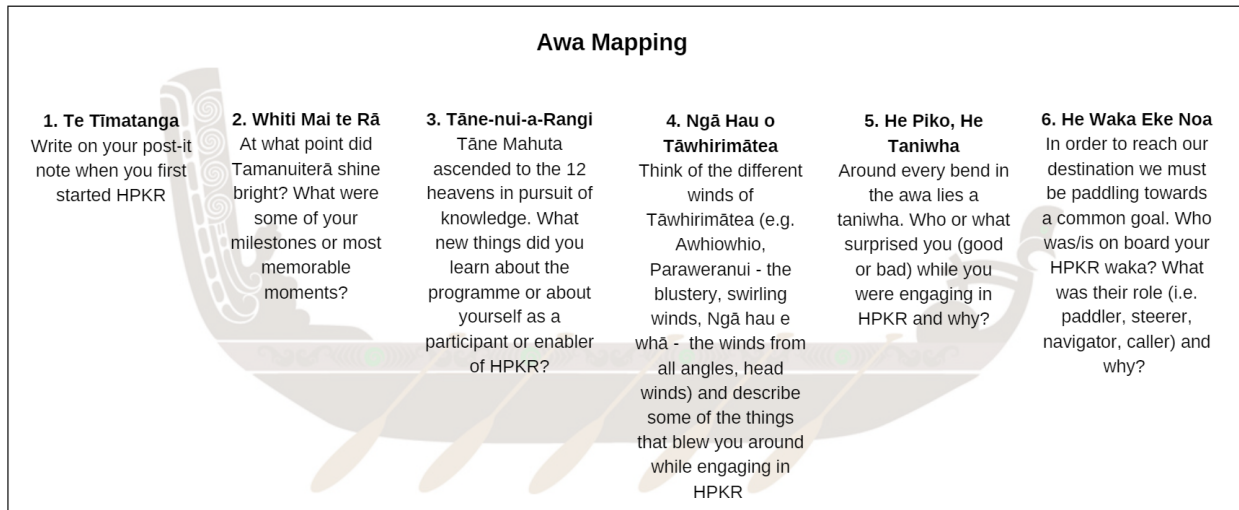 Awa Mapping
1. Te Tīmatanga
Write on your post-it
note when you first
started HPKR
2. Whiti Mai te Rā
At what point did
Tamanuiterā shine
bright? What were
some of your
milestones or most
memorable
moments?
3. Tāne-nui-a-Rangi
Tāne Mahuta
ascended to the 12
heavens in pursuit of
knowledge. What
new things did you
learn about the
programme or about
yourself as a
participant or enabler
of HPKR?
4. Ngā Hau o
Tāwhirimātea
Think of the different
winds of
Tāwhirimātea (e.g.
Awhiowhio,
Paraweranui - the
blustery, swirling
winds, Ngā hau e
whā -  the winds from
all angles, head
winds) and describe
some of the things
that blew you around
while engaging in
HPKR
5. He Piko, He
Taniwha
Around every bend in
the awa lies a
taniwha. Who or what
surprised you (good
or bad) while you
were engaging in
HPKR and why?
6. He Waka Eke Noa
In order to reach our
destination we must
be paddling towards
a common goal. Who
was/is on board your
HPKR waka? What
was their role (i.e.
paddler, steerer,
navigator, caller) and
why?